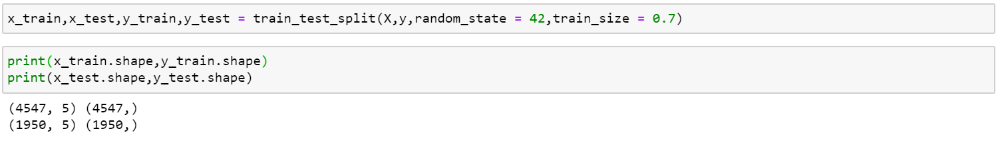 x_train,x_test,y_train,y_test = train_test_split(X,y,random_state = 42,train_size = 0.7)
print(x_train.shape,y_train.shape)
print(x_test.shape,y_test.shape)
(4547, 5) (4547,)
(1950, 5) (1950,)